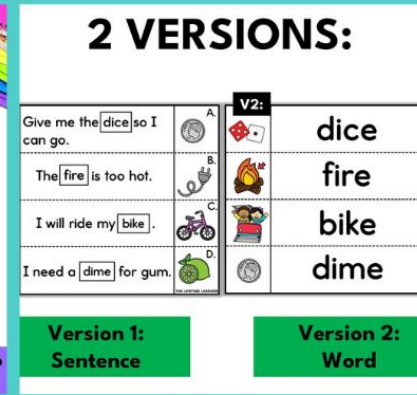 2 VERSIONS:
Give me the dice so I
can go.
A.
The fire is too hot.
B.
I will ride my bike.
C.
I need a dime for gum.
D.
V2:
dice
fire
bike
dime
Version 1:
Sentence
Version 2:
Word